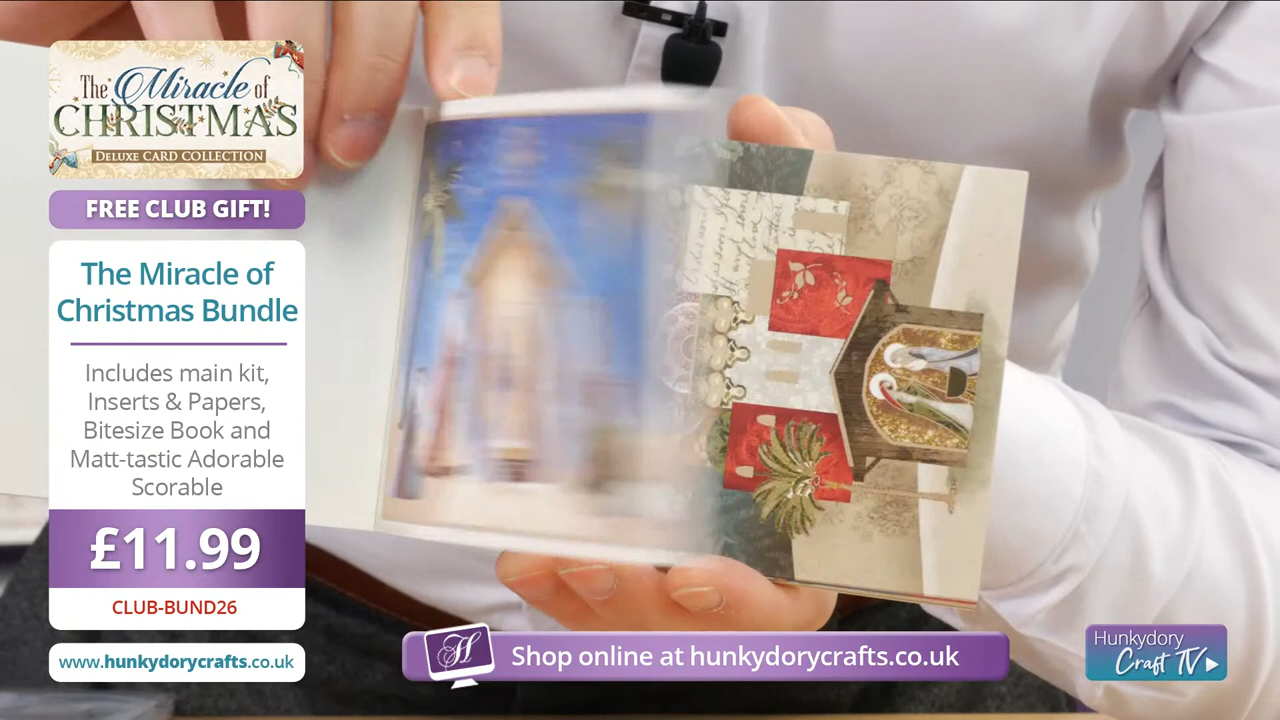 The Miracle of
CHRISTMAS
DELUXE CARD COLLECTION
FREE CLUB GIFT!
The Miracle of
Christmas Bundle
Includes main kit,
Inserts & Papers,
Bitesize Book and
Matt-tastic Adorable
Scorable
£11.99
CLUB-BUND26
www.hunkydorycrafts.co.uk
H
Shop online at hunkydorycrafts.co.uk
Hunkydory
Craft TV